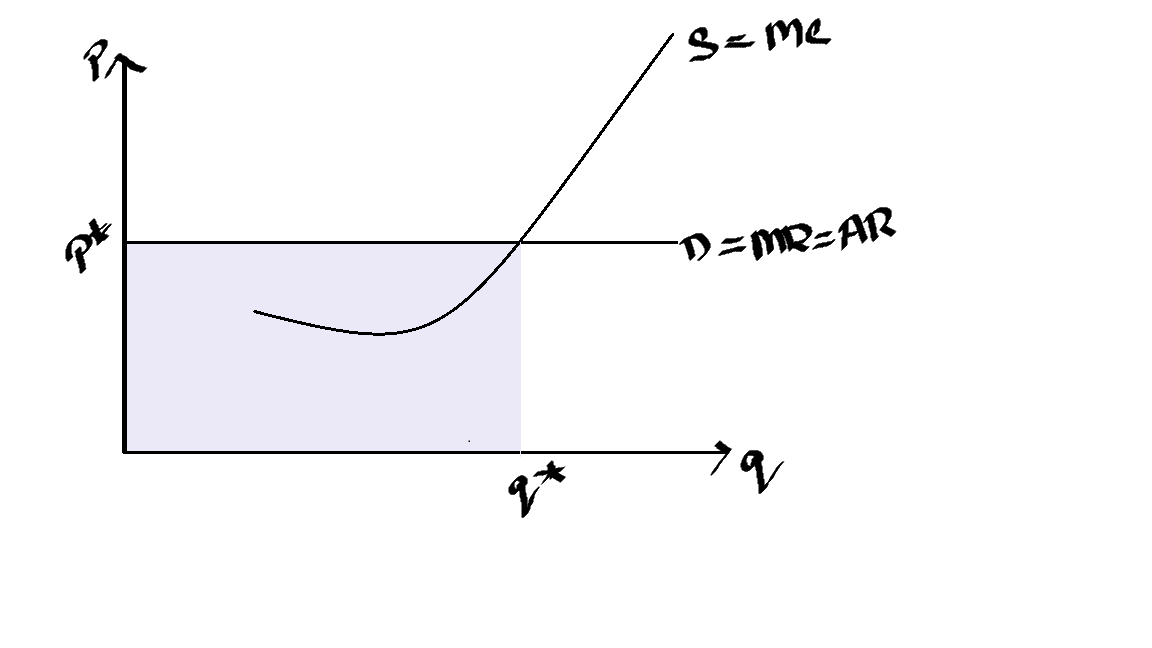 S = MC
P
P*
D = MR = AR
q
q*